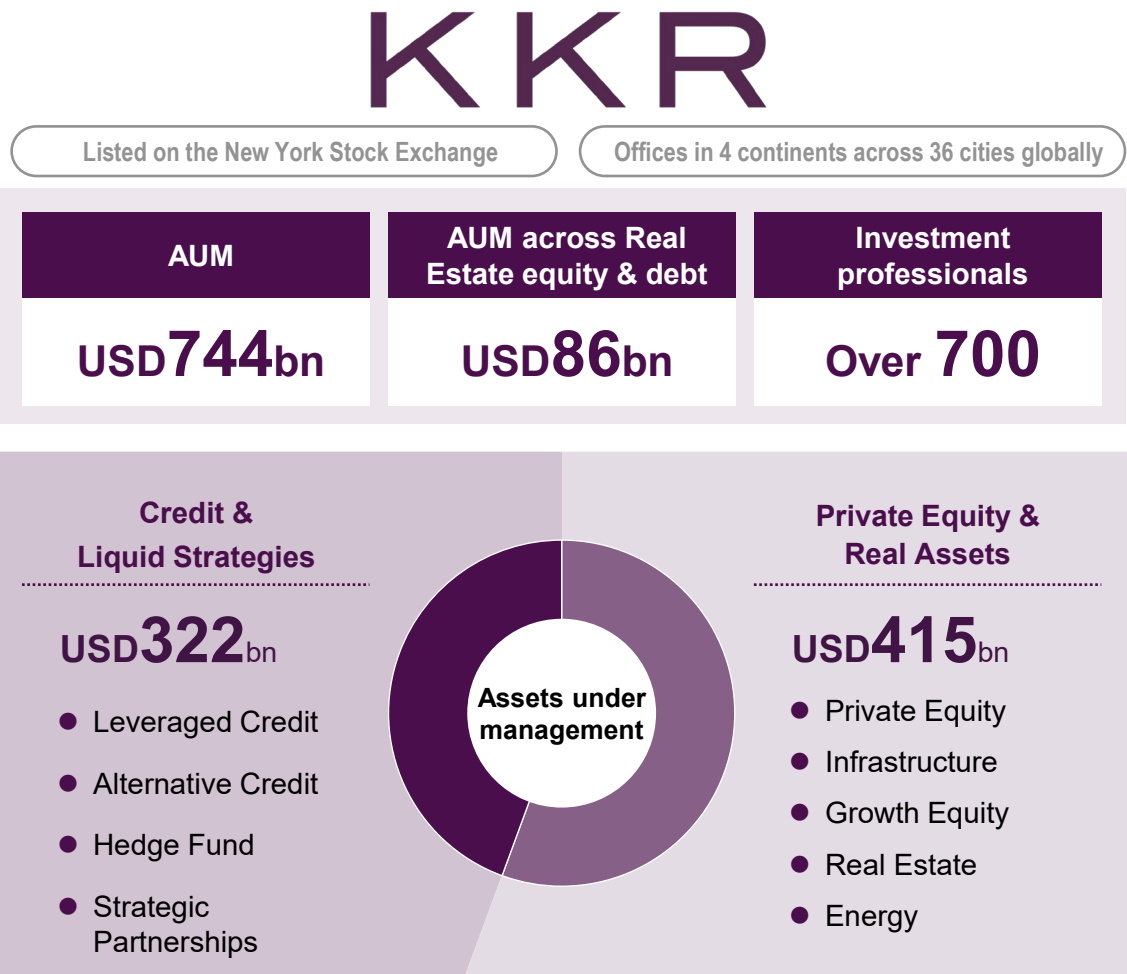 KKR
Listed on the New York Stock Exchange
Offices in 4 continents across 36 cities globally
AUM
USD744bn
AUM across Real
Estate equity & debt
USD86bn
Investment
professionals
Over 700
Credit &
Liquid Strategies
USD322bn
● Leveraged Credit
● Alternative Credit
● Hedge Fund
● Strategic
Partnerships
Assets under
management
Private Equity &
Real Assets
USD415bn
● Private Equity
● Infrastructure
● Growth Equity
● Real Estate
● Energy